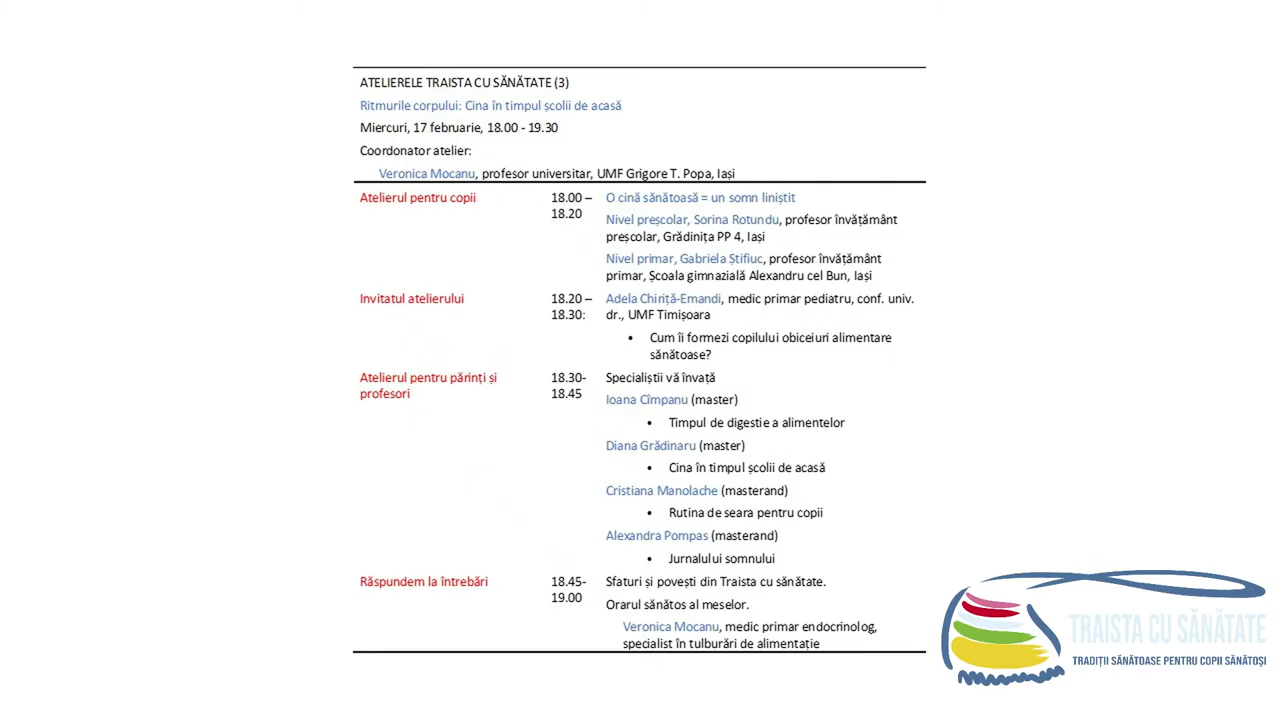 ATELIERELE TRAISTA CU SĂNĂTATE (3)
Ritmurile corpului: Cina în timpul școlii de acasă
Miercuri, 17 februarie, 18.00 - 19.30
Coordonator atelier:
Veronica Mocanu, profesor universitar, UMF Grigore T. Popa, Iași
Atelierul pentru copii
18.00 –
18.20
O cină sănătoasă = un somn liniștit
Nivel preșcolar, Sorina Rotundu, profesor învățământ
preșcolar, Grădinița PP 4, Iași
Nivel primar, Gabriela Știfiuc, profesor învățământ
primar, Școala gimnazială Alexandru cel Bun, Iași
Invitatul atelierului
18.20 –
18.30:
Adela Chiriță-Emandi, medic primar pediatru, conf. univ.
dr., UMF Timișoara
• Cum îi formezi copilului obiceiuri alimentare
sănătoase?
Atelierul pentru părinți și
profesori
18.30-
18.45
Specialiștii vă învață
Ioana Cîmpanu (master)
• Timpul de digestie a alimentelor
Diana Grădinaru (master)
• Cina în timpul școlii de acasă
Cristiana Manolache (masterand)
• Rutina de seara pentru copii
Alexandra Pompas (masterand)
• Jurnalului somnului
Răspundem la întrebări
18.45-
19.00
Sfaturi și povești din Traista cu sănătate.
Orarul sănătos al meselor.
Veronica Mocanu, medic primar endocrinolog,
specialist în tulburări de alimentație
TRAISTA CU SĂNĂTATE
TRADIȚII SĂNĂTOASE PENTRU COPII SĂNĂTOȘI